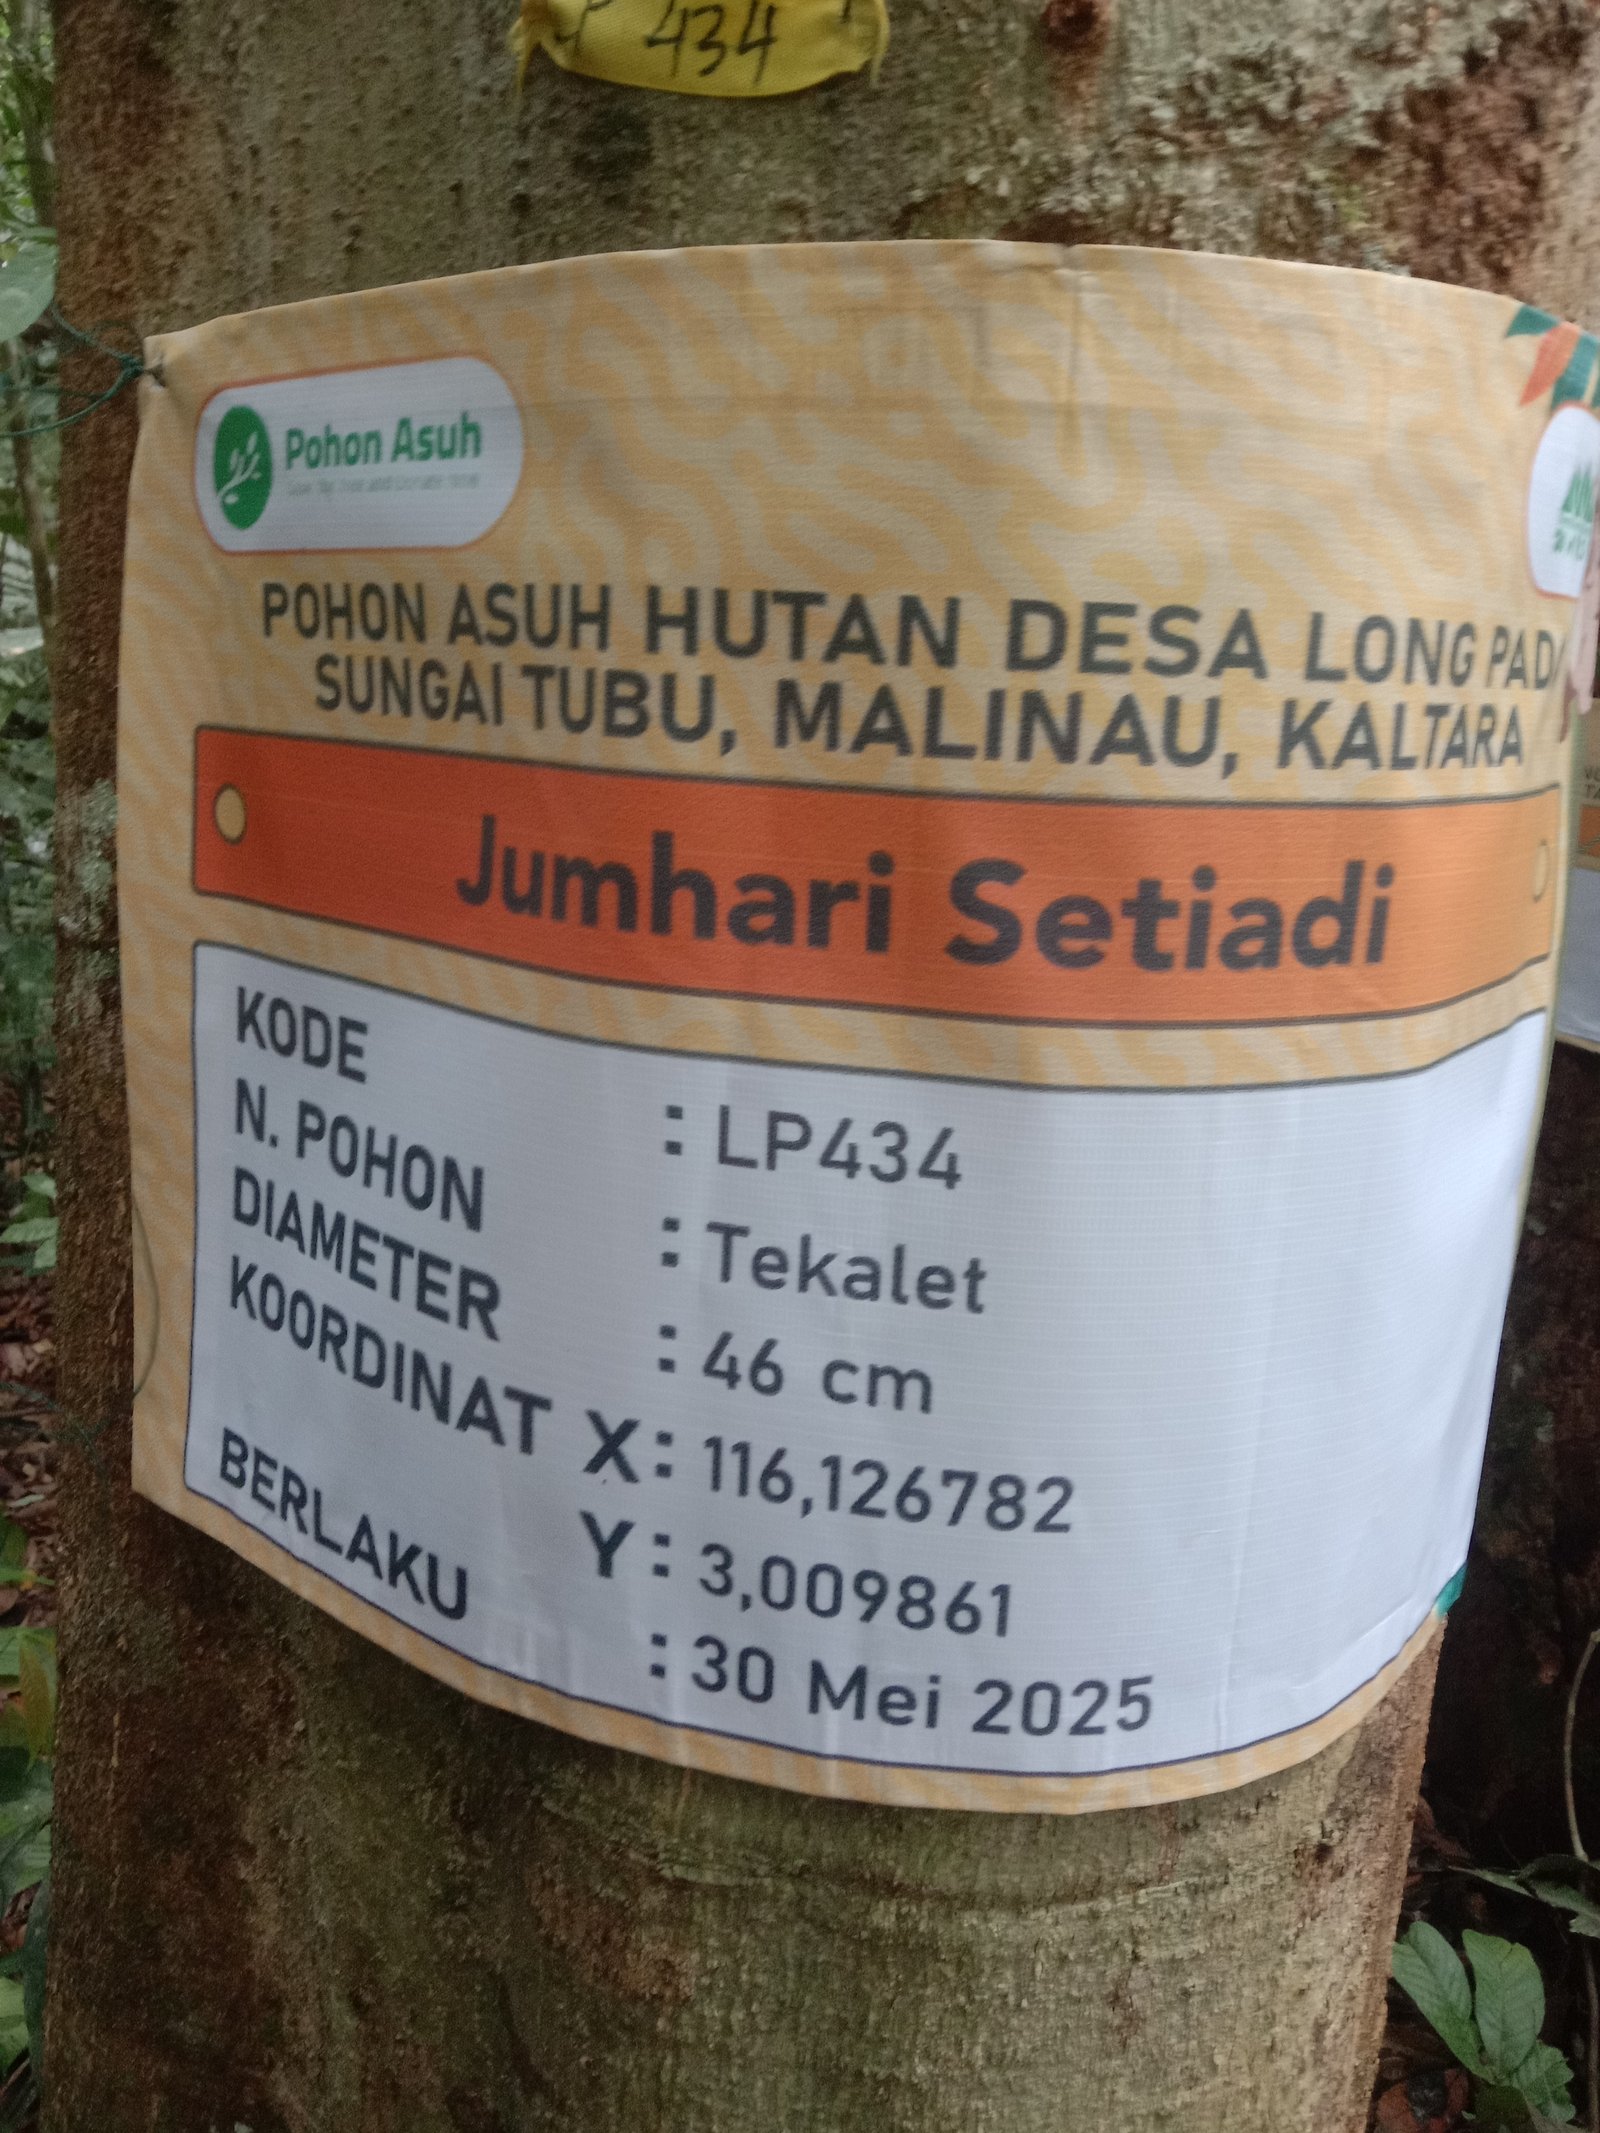 434
Pohon Asuh
POHON ASUH HUTAN DESA LONG PADA
SUNGAI TUBU, MALINAU, KALTARA
Jumhari Setiadi
KODE : LP434
N. POHON : Tekalet
DIAMETER : 46 cm
KOORDINAT X : 116,126782
Y : 3,009861
BERLAKU : 30 Mei 2025